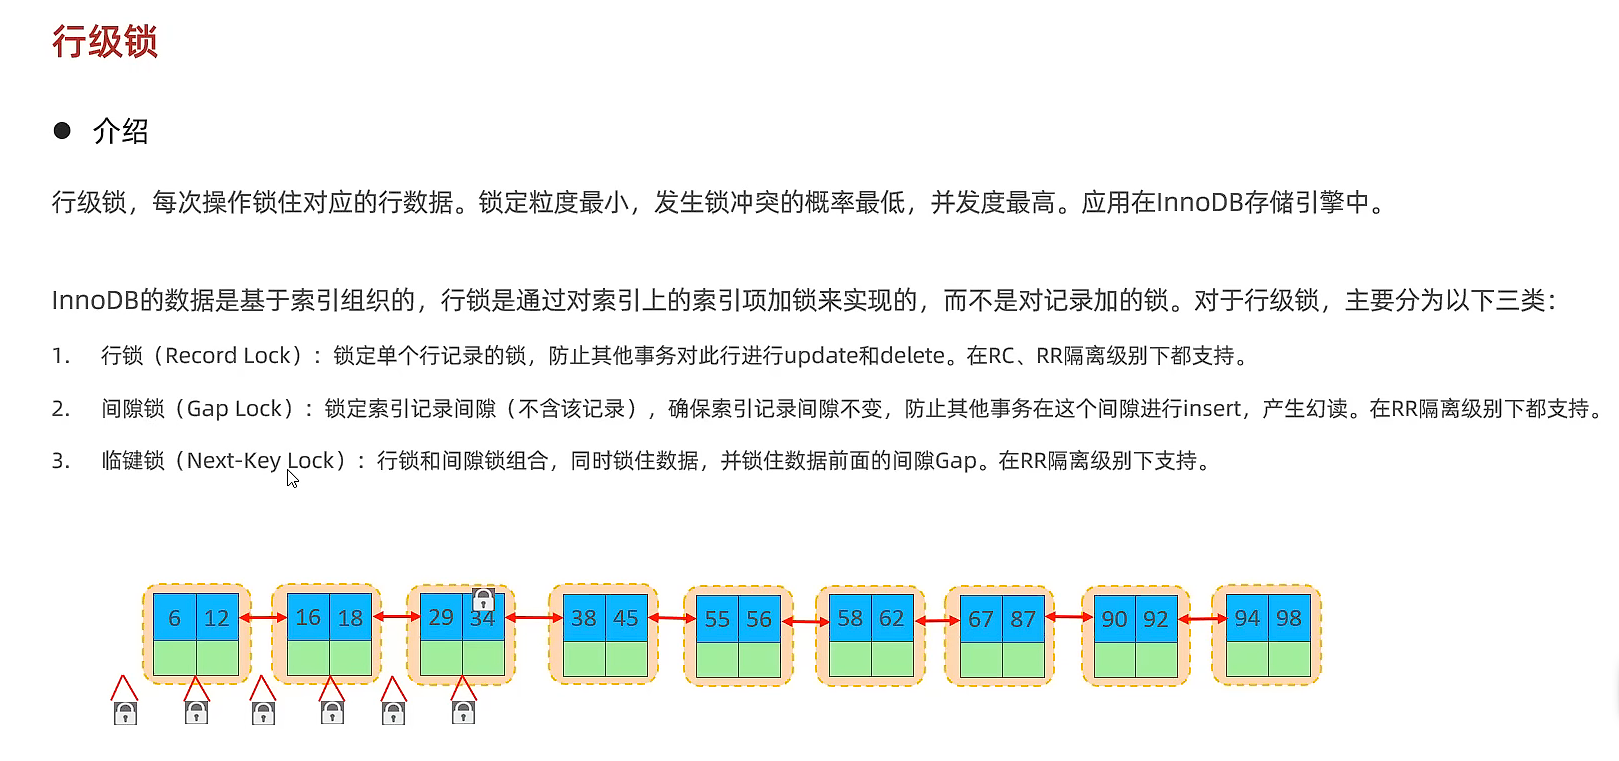 行级锁
● 介绍
行级锁，每次操作锁住对应的行数据。锁定粒度最小，发生锁冲突的概率最低，并发度最高。应用在InnoDB存储引擎中。
InnoDB的数据是基于索引组织的，行锁是通过对索引上的索引项加锁来实现的，而不是对记录加的锁。对于行级锁，主要分为以下三类：
1. 行锁（Record Lock）：锁定单个行记录的锁，防止其他事务对此行进行update和delete。在RC、RR隔离级别下都支持。
2. 间隙锁（Gap Lock）：锁定索引记录间隙（不含该记录），确保索引记录间隙不变，防止其他事务在这个间隙进行insert，产生幻读。在RR隔离级别下都支持。
3. 临键锁（Next-Key Lock）：行锁和间隙锁组合，同时锁住数据，并锁住数据前面的间隙Gap。在RR隔离级别下支持。
6 12 16 18 29 34 38 45 55 56 58 62 67 87 90 92 94 98